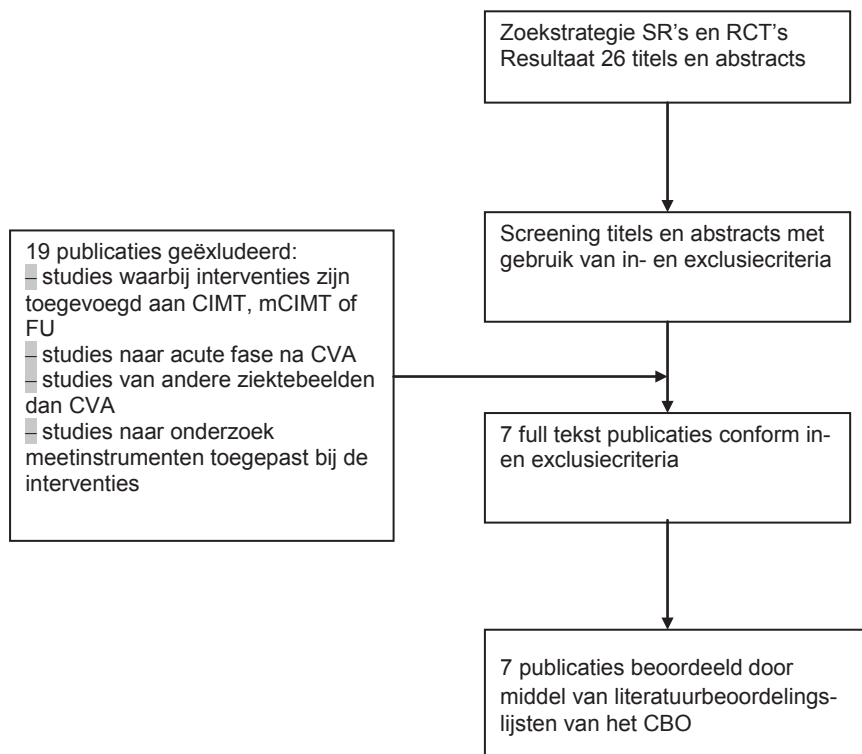 Zoekstrategie SR’s en RCT’s
Resultaat 26 titels en abstracts
Screening titels en abstracts met
gebruik van in- en exclusiecriteria
19 publicaties geëxludeerd:
– studies waarbij interventies zijn
toegevoegd aan CIMT, mCIMT of
FU
– studies naar acute fase na CVA
– studies van andere ziektebeelden
dan CVA
– studies naar onderzoek
meetinstrumenten toegepast bij de
interventies
7 full tekst publicaties conform in-
en exclusiecriteria
7 publicaties beoordeeld door
middel van literatuurbeoordelings-
lijsten van het CBO